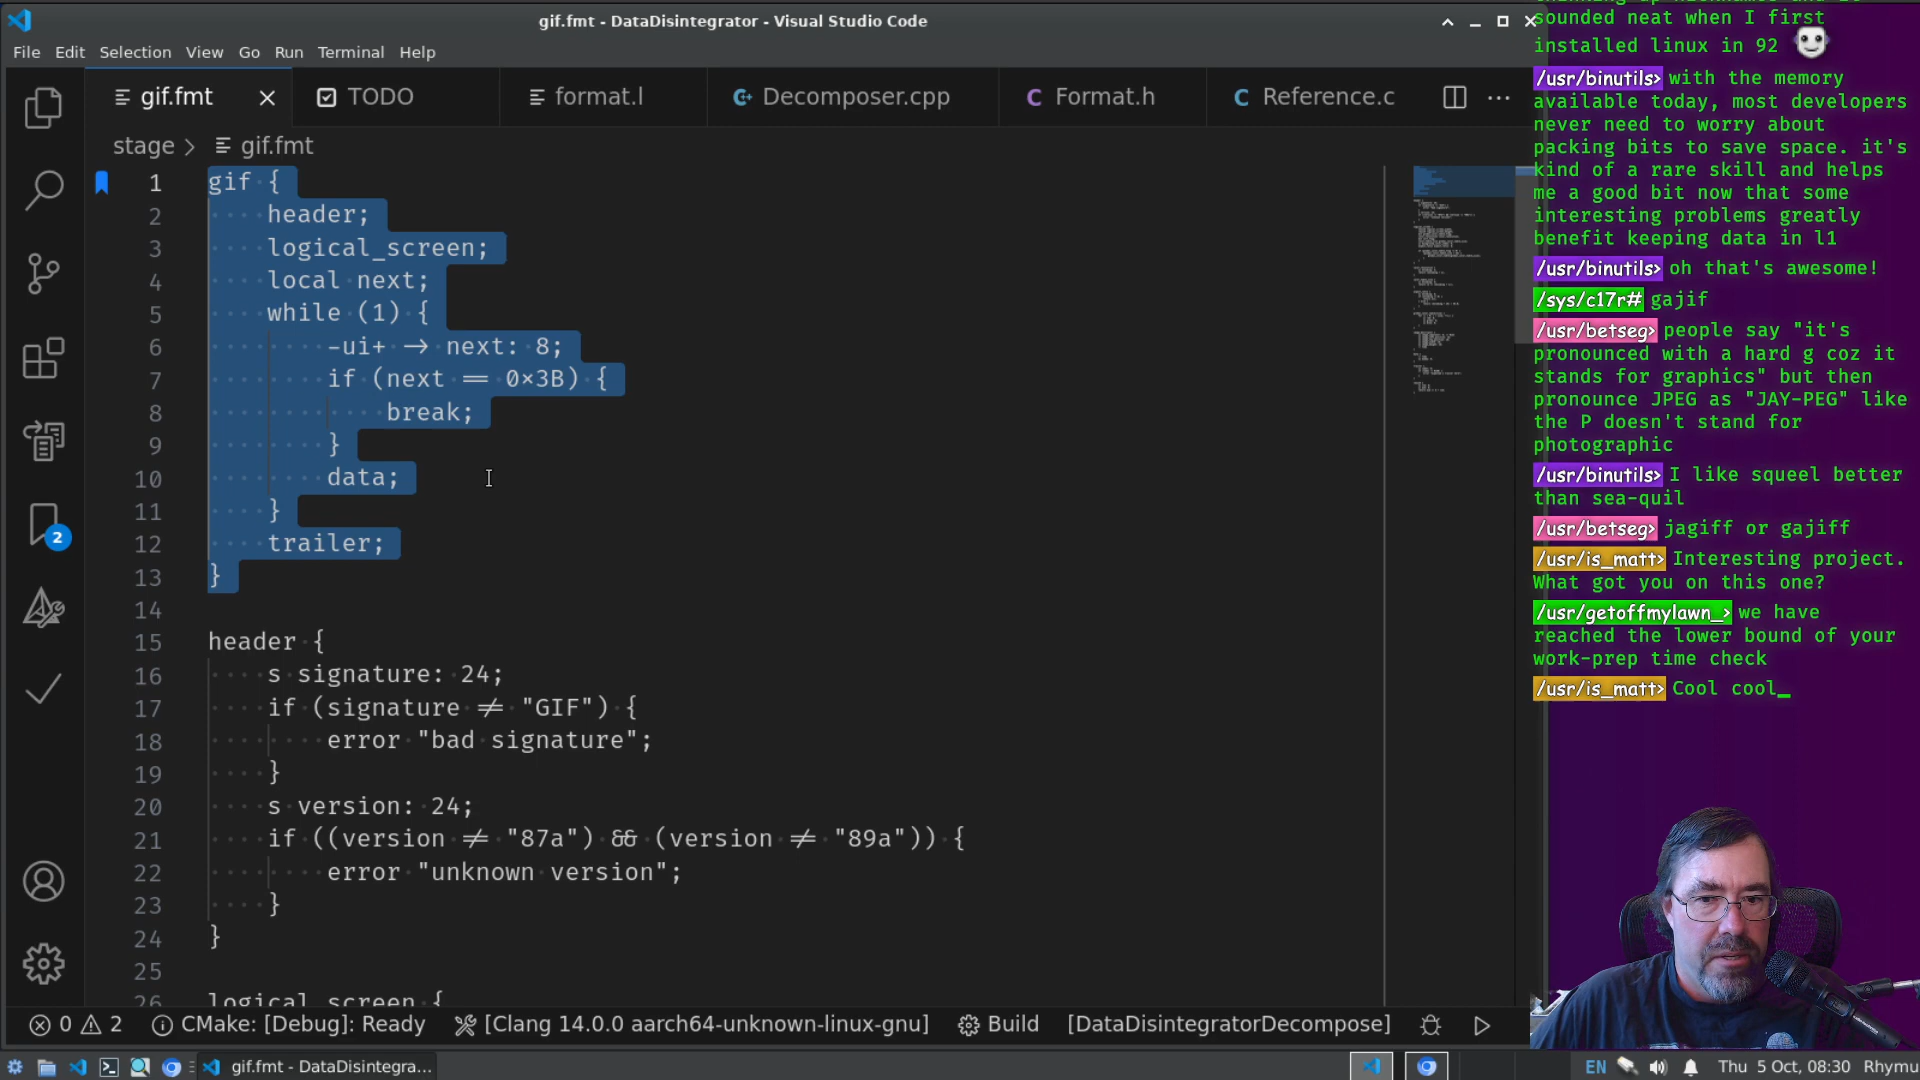 gif.fmt - DataDisintegrator - Visual Studio Code
File Edit Selection View Go Run Terminal Help
gif.fmt TODO format.l Decomposer.cpp Format.h Reference.c
stage > gif.fmt
1 gif {
2 header;
3 logical_screen;
4 local next;
5 while (1) {
6 -ui+ -> next: 8;
7 if (next == 0x3B) {
8 break;
9 }
10 data;
11 }
12 trailer;
13 }
14
15 header {
16 s signature: 24;
17 if (signature != "GIF") {
18 error "bad signature";
19 }
20 s version: 24;
21 if ((version != "87a") && (version != "89a")) {
22 error "unknown version";
23 }
24 }
25
26 logical_screen {
2
0 2 CMake: [Debug]: Ready [Clang 14.0.0 aarch64-unknown-linux-gnu] Build [DataDisintegratorDecompose]
gif.fmt - DataDisintegra...
EN Thu 5 Oct, 08:30 Rhymu
sounded neat when I first
installed linux in 92
/usr/binutils> with the memory
available today, most developers
never need to worry about
packing bits to save space. it's
kind of a rare skill and helps
me a good bit now that some
interesting problems greatly
benefit keeping data in l1
/usr/binutils> oh that's awesome!
/sys/c17r# gajif
/usr/betseg> people say "it's
pronounced with a hard g coz it
stands for graphics" but then
pronounce JPEG as "JAY-PEG" like
the P doesn't stand for
photographic
/usr/binutils> I like squeel better
than sea-quil
/usr/betseg> jagiff or gajiff
/usr/is_matt> Interesting project.
What got you on this one?
/usr/getoffmylawn_> we have
reached the lower bound of your
work-prep time check
/usr/is_matt> Cool cool_